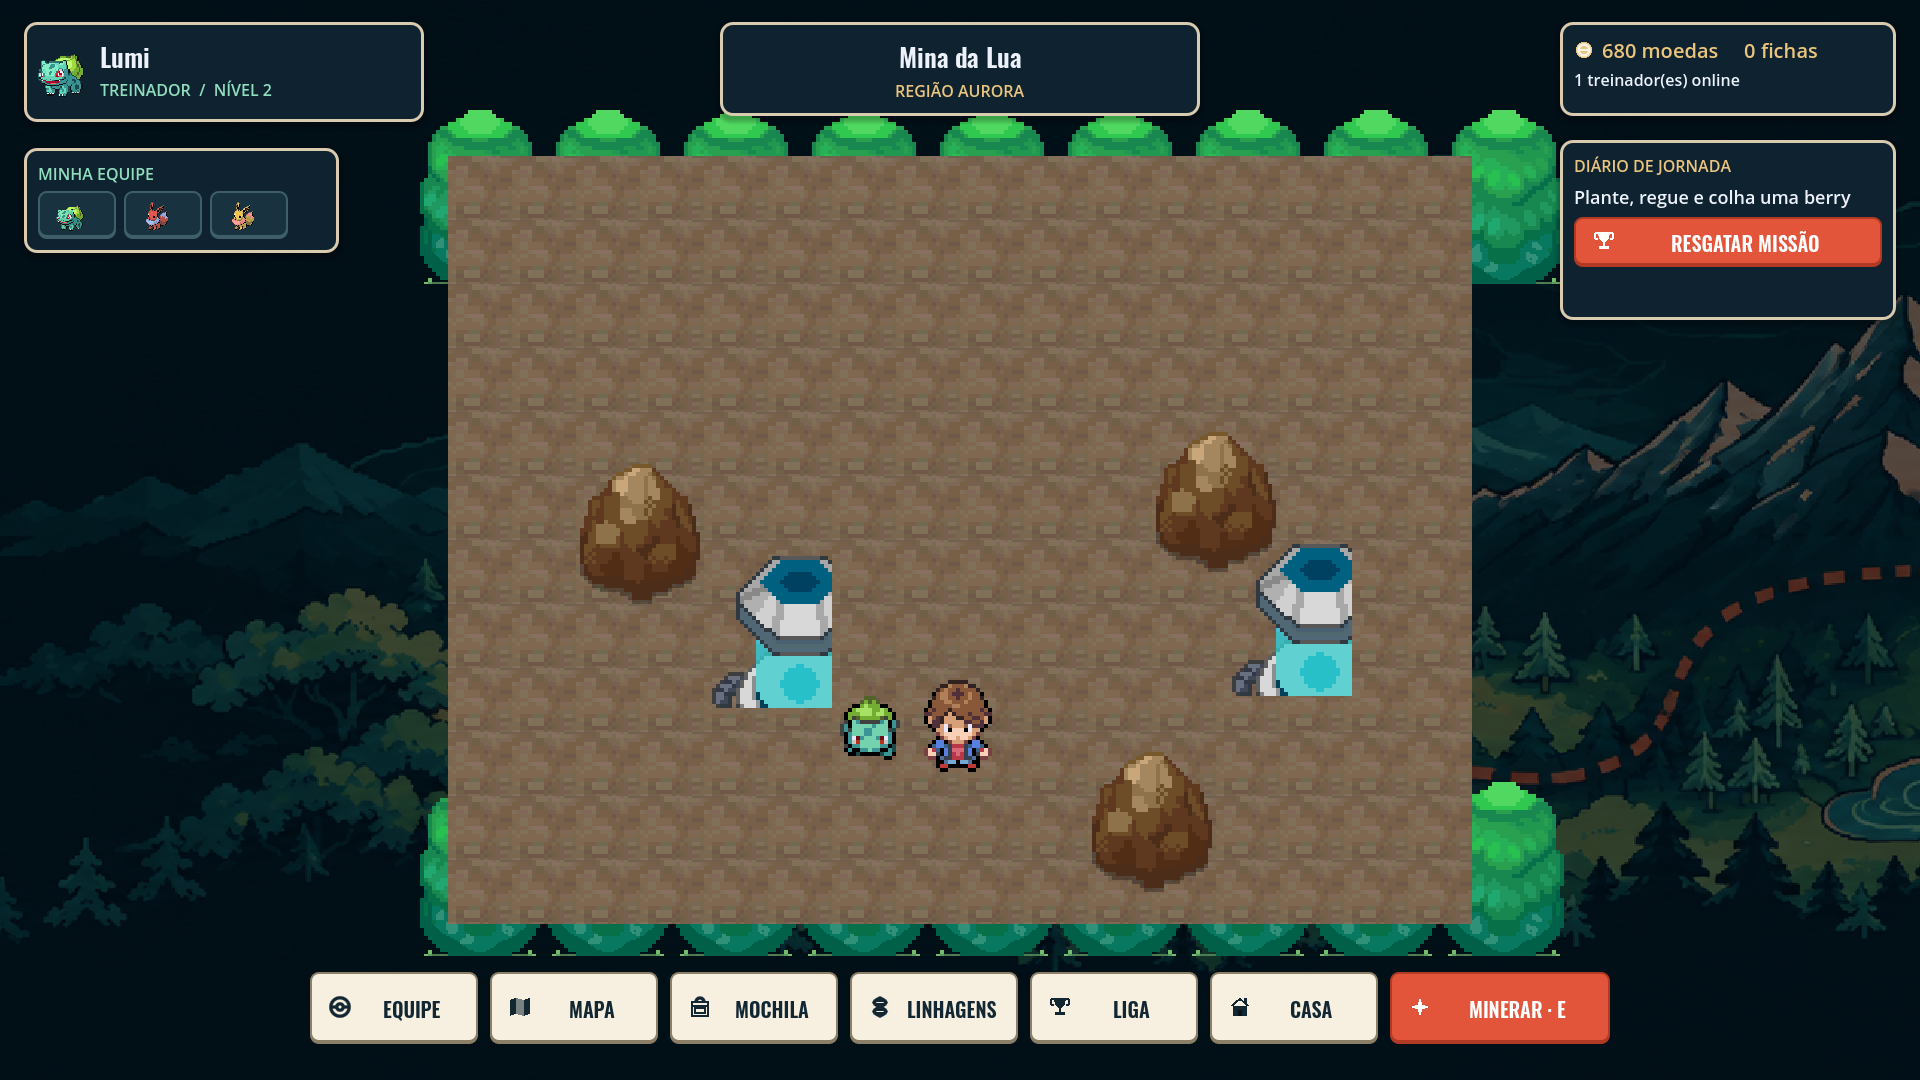 Lumi
TREINADOR / NÍVEL 2
Mina da Lua
REGIÃO AURORA
680 moedas 0 fichas
1 treinador(es) online
MINHA EQUIPE
DIÁRIO DE JORNADA
Plante, regue e colha uma berry
RESGATAR MISSÃO
EQUIPE
MAPA
MOCHILA
LINHAGENS
LIGA
CASA
MINERAR · E